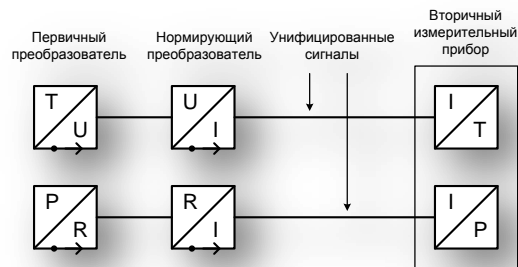 Первичный
преобразователь
Нормирующий
преобразователь
Унифицированные
сигналы
Вторичный
измерительный
прибор
T
U
U
I
I
T
P
R
R
I
I
P